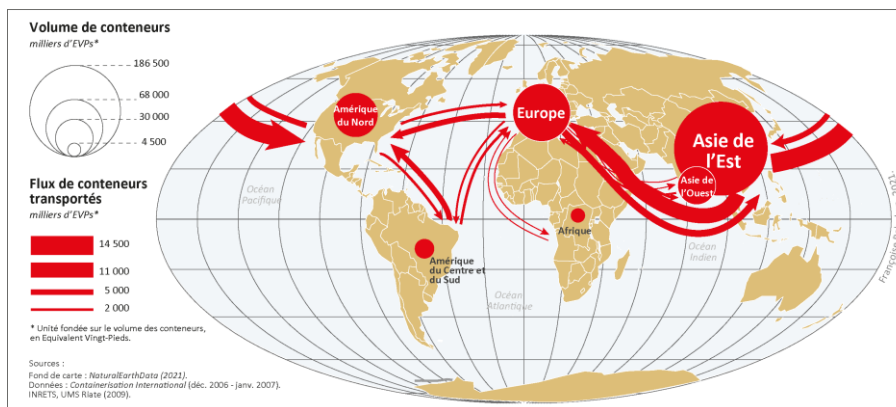 Volume de conteneurs
milliers d'EVPs*
186 500
68 000
30 000
4 500
Flux de conteneurs
transportés
milliers d'EVPs*
14 500
11 000
5 000
2 000
* Unité fondée sur le volume des conteneurs,
en Equivalent Vingt-Pieds.
Sources :
Fond de carte : NaturalEarthData (2021).
Données : Containerisation International (déc. 2006 - janv. 2007).
INRETS, UMS Riate (2009).
Amérique
du Nord
Europe
Asie de
l'Est
Asie de
l'Ouest
Océan
Pacifique
Afrique
Amérique
du Centre et
du Sud
Océan
Indien
Océan
Atlantique
Françoise
2021.